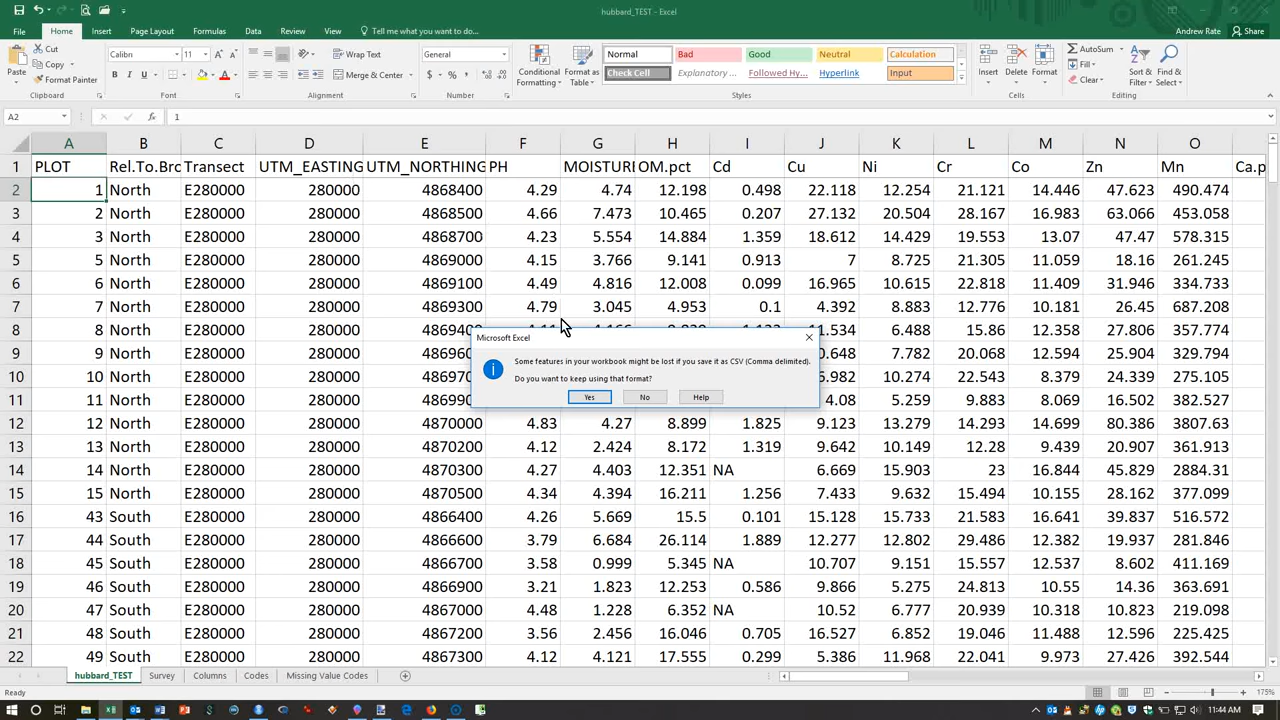 hubbard_TEST - Excel
Andrew Rate Share
File Home Insert Page Layout Formulas Data Review View Tell me what you want to do...
Paste Cut Copy Format Painter Clipboard
Calibri 11 Font
Wrap Text Merge & Center Alignment
General Number
Conditional Formatting Format as Table Normal Bad Good Neutral Calculation
Check Cell Explanatory ... Followed Hy... Hyperlink Input Styles
Insert Delete Format Cells
AutoSum Fill Clear Sort & Filter Find & Select Editing
A2 fx 1
A B C D E F G H I J K L M N O
1 PLOT Rel.To.Bro Transect UTM_EASTING UTM_NORTHING PH MOISTURE OM.pct Cd Cu Ni Cr Co Zn Mn Ca.p
2 1 North E280000 280000 4868400 4.29 4.74 12.198 0.498 22.118 12.254 21.121 14.446 47.623 490.474
3 2 North E280000 280000 4868500 4.66 7.473 10.465 0.207 27.132 20.504 28.167 16.983 63.066 453.058
4 3 North E280000 280000 4868700 4.23 5.554 14.884 1.359 18.612 14.429 19.553 13.07 47.47 578.315
5 5 North E280000 280000 4869000 4.15 3.766 9.141 0.913 7 8.725 21.305 11.059 18.16 261.245
6 6 North E280000 280000 4869100 4.49 4.816 12.008 0.099 16.965 10.615 22.818 11.409 31.956 334.733
7 7 North E280000 280000 4869300 4.79 3.045 4.953 0.1 4.392 8.883 12.776 10.181 26.45 687.208
8 8 North E280000 280000 6.488 15.86 12.358 27.806 357.774
9 9 North E280000 280000 7.782 20.068 12.594 25.904 329.794
10 10 North E280000 280000 10.274 22.543 8.379 24.339 275.105
11 11 North E280000 280000 4.08 5.261 9.883 8.069 16.502 382.527
12 12 North E280000 280000 4870000 4.83 4.27 8.899 1.825 9.123 13.279 14.293 14.699 80.386 3807.63
13 13 North E280000 280000 4870200 4.12 2.424 8.172 1.319 9.642 10.149 12.28 9.439 20.907 361.913
14 14 North E280000 280000 4870300 4.27 4.403 12.351 NA 6.669 15.903 23 16.844 45.829 2884.31
15 15 North E280000 280000 4870500 4.34 4.394 16.211 1.256 7.433 9.632 15.494 10.155 28.162 377.099
16 43 South E280000 280000 4866400 4.26 5.669 15.5 0.101 15.128 15.733 21.583 16.641 39.837 516.572
17 44 South E280000 280000 4866600 3.79 6.684 26.114 1.889 12.277 12.802 29.486 12.382 19.937 281.846
18 45 South E280000 280000 4866700 3.58 0.999 5.345 NA 10.707 9.151 15.557 12.537 8.602 411.169
19 46 South E280000 280000 4866900 3.21 1.823 12.253 0.586 9.866 5.275 24.813 10.55 14.36 363.691
20 47 South E280000 280000 4867000 4.48 1.228 6.352 NA 10.52 6.777 20.939 10.318 10.823 219.098
21 48 South E280000 280000 4867200 3.56 2.456 16.046 0.705 16.527 6.852 19.046 11.488 12.596 225.425
22 49 South E280000 280000 4867300 4.12 4.121 17.555 0.299 5.386 11.968 22.041 9.973 27.426 392.544
Microsoft Excel
Some features in your workbook might be lost if you save it as CSV (Comma delimited).
Do you want to keep using that format?
Yes No Help
hubbard_TEST Survey Columns Codes Missing Value Codes
Ready 175%
11:44 AM